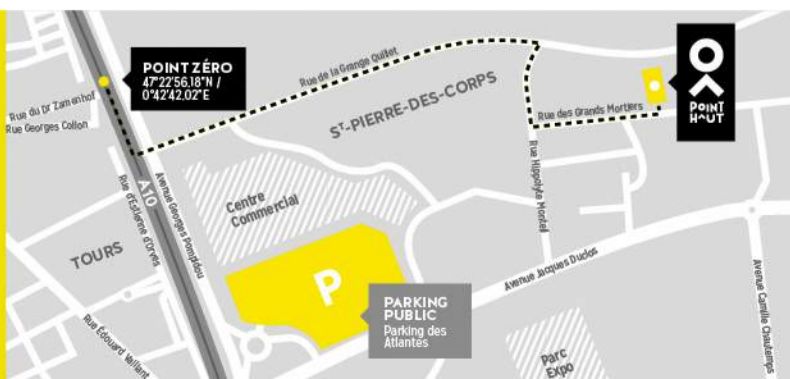 POINT ZÉRO
47°22'56,18"N /
0°42'42,02"E
Rue de la Grange Quillet
ST-PIERRE-DES-CORPS
POINT
HAUT
Rue du Dr Zamenhof
Rue Georges Collon
Rue des Grands Mortiers
Rue Hippolyte Monteil
A10
Avenue Georges Pompidou
Rue d'Estienne d'Orves
Centre
Commercial
TOURS
P
Avenue Jacques Duclos
PARKING
PUBLIC
Parking des
Atlantes
Rue Édouard Vaillant
Parc
Expo
Avenue Camille Chautemps